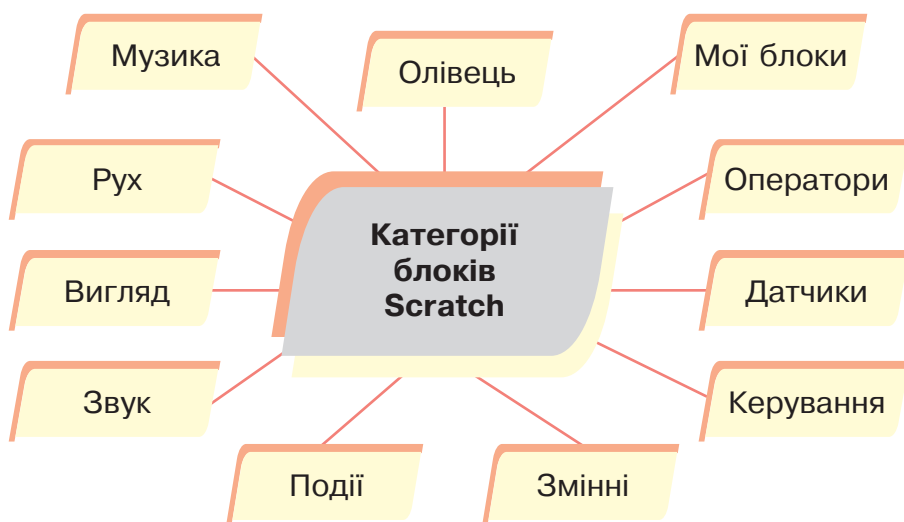 Музика
Олівець
Мої блоки
Рух
Оператори
Категорії
блоків
Scratch
Вигляд
Датчики
Звук
Керування
Події
Змінні